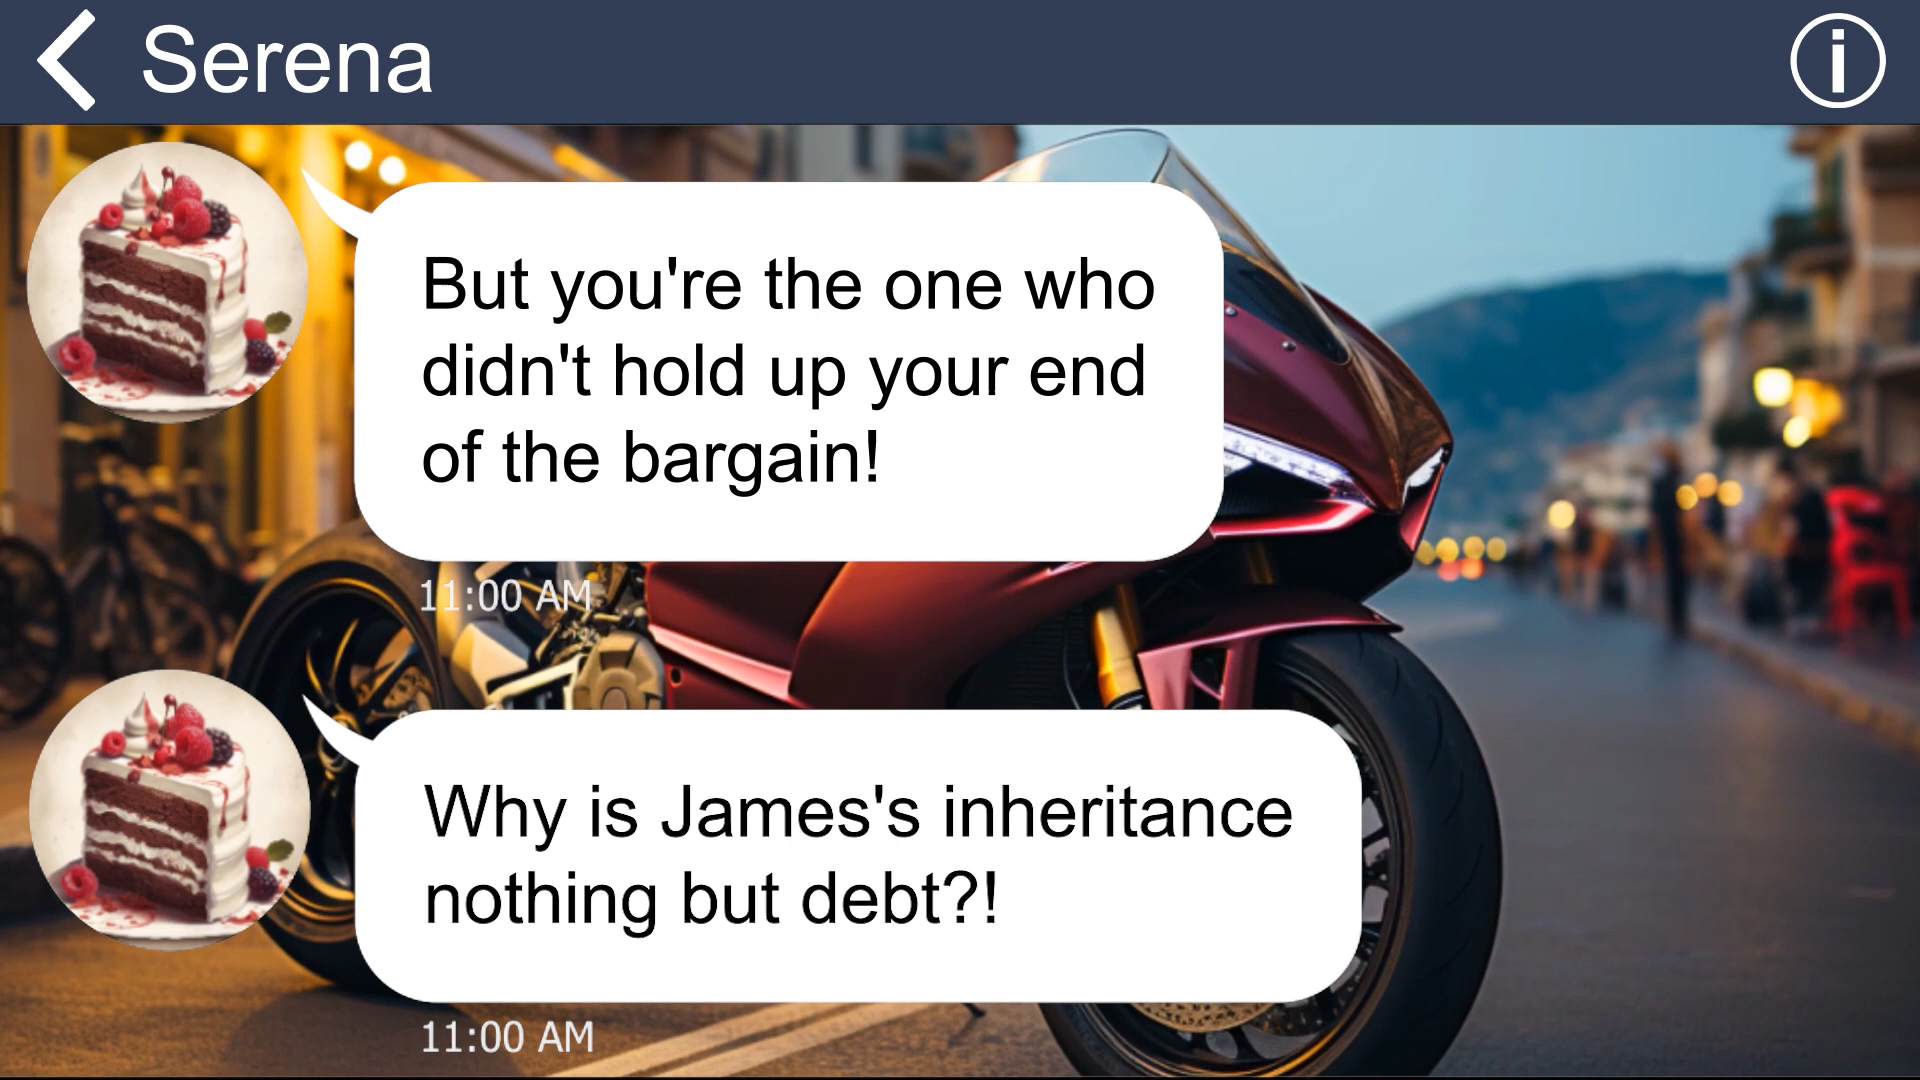 Serena
But you're the one who
didn't hold up your end
of the bargain!
11:00 AM
Why is James's inheritance
nothing but debt?!
11:00 AM